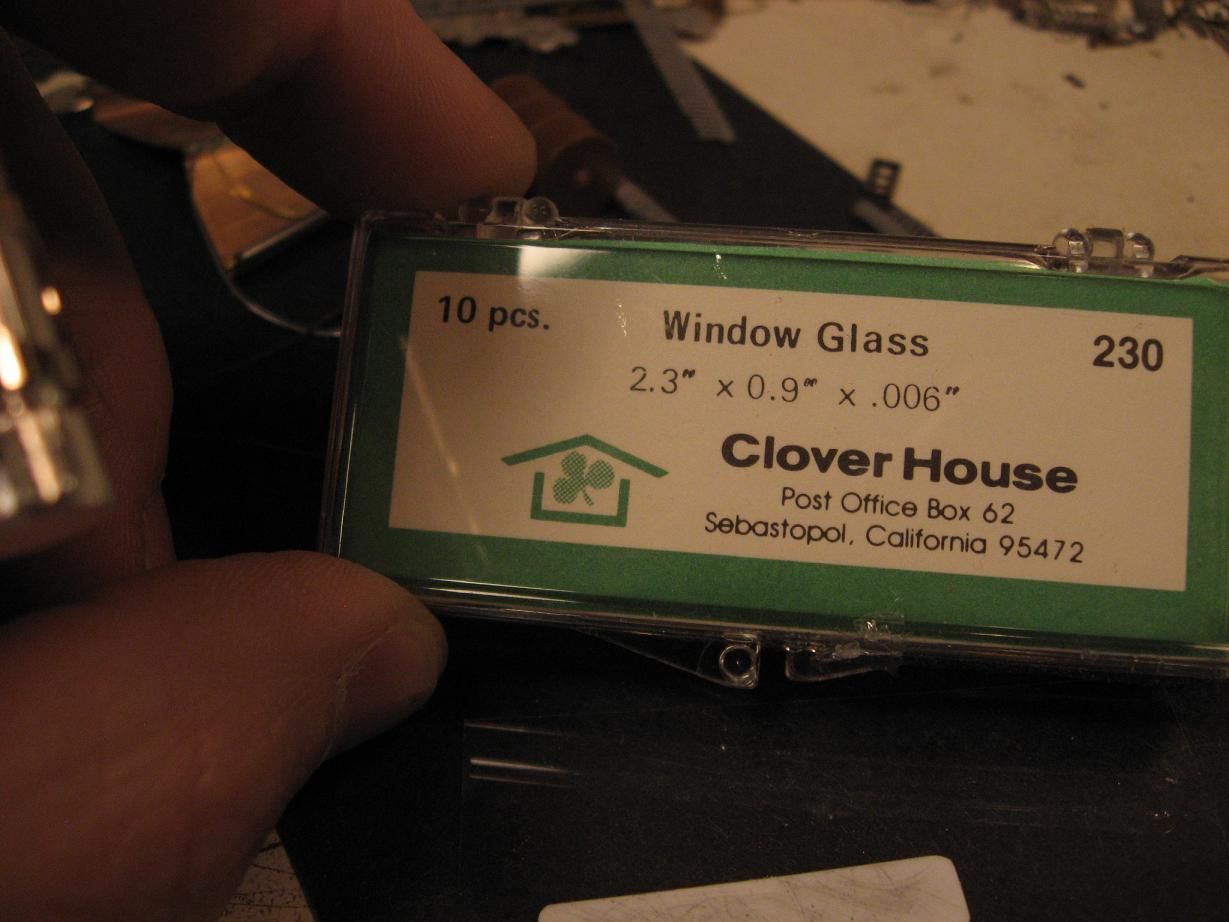 10 pcs. Window Glass 230
2.3" x 0.9" x .006"
Clover House
Post Office Box 62
Sebastopol, California 95472